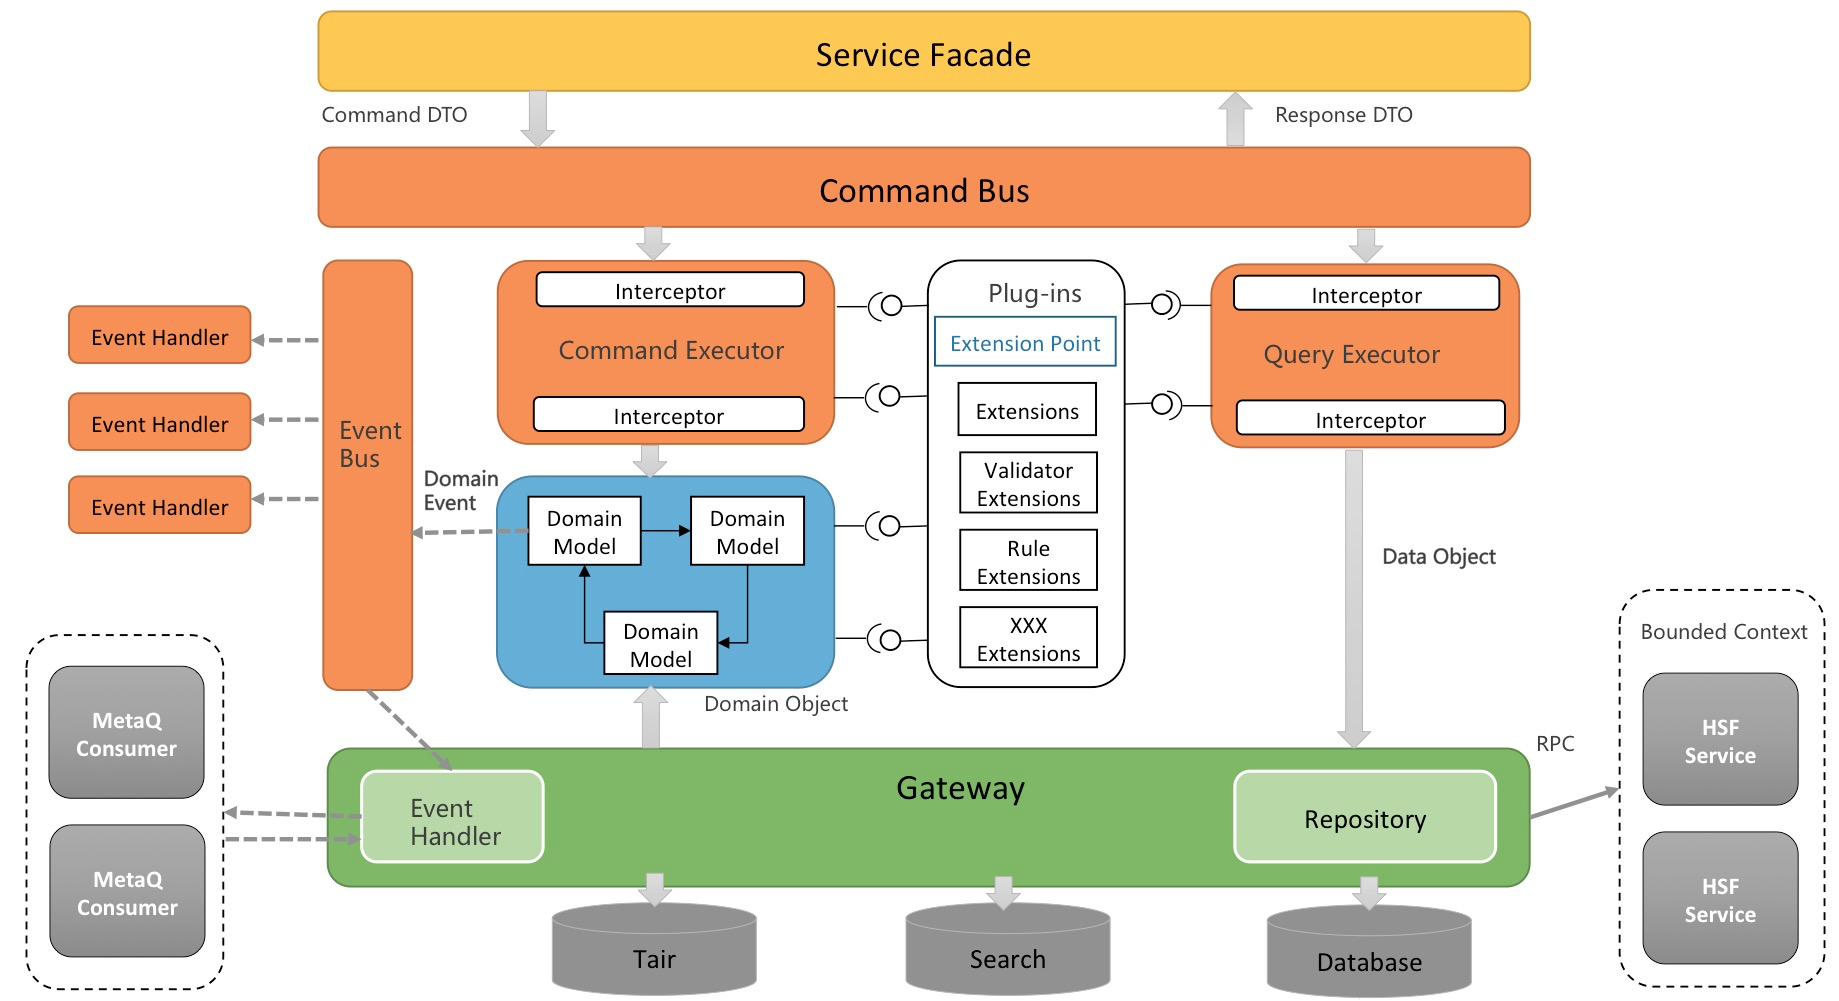 Service Facade
Command DTO
Response DTO
Command Bus
Event Handler
Event Handler
Event Handler
Event
Bus
Domain
Event
Interceptor
Command Executor
Interceptor
Domain
Model
Domain
Model
Domain
Model
Domain Object
Plug-ins
Extension Point
Extensions
Validator
Extensions
Rule
Extensions
XXX
Extensions
Interceptor
Query Executor
Interceptor
Data Object
MetaQ
Consumer
MetaQ
Consumer
Gateway
Event
Handler
Repository
RPC
Bounded Context
HSF
Service
HSF
Service
Tair
Search
Database